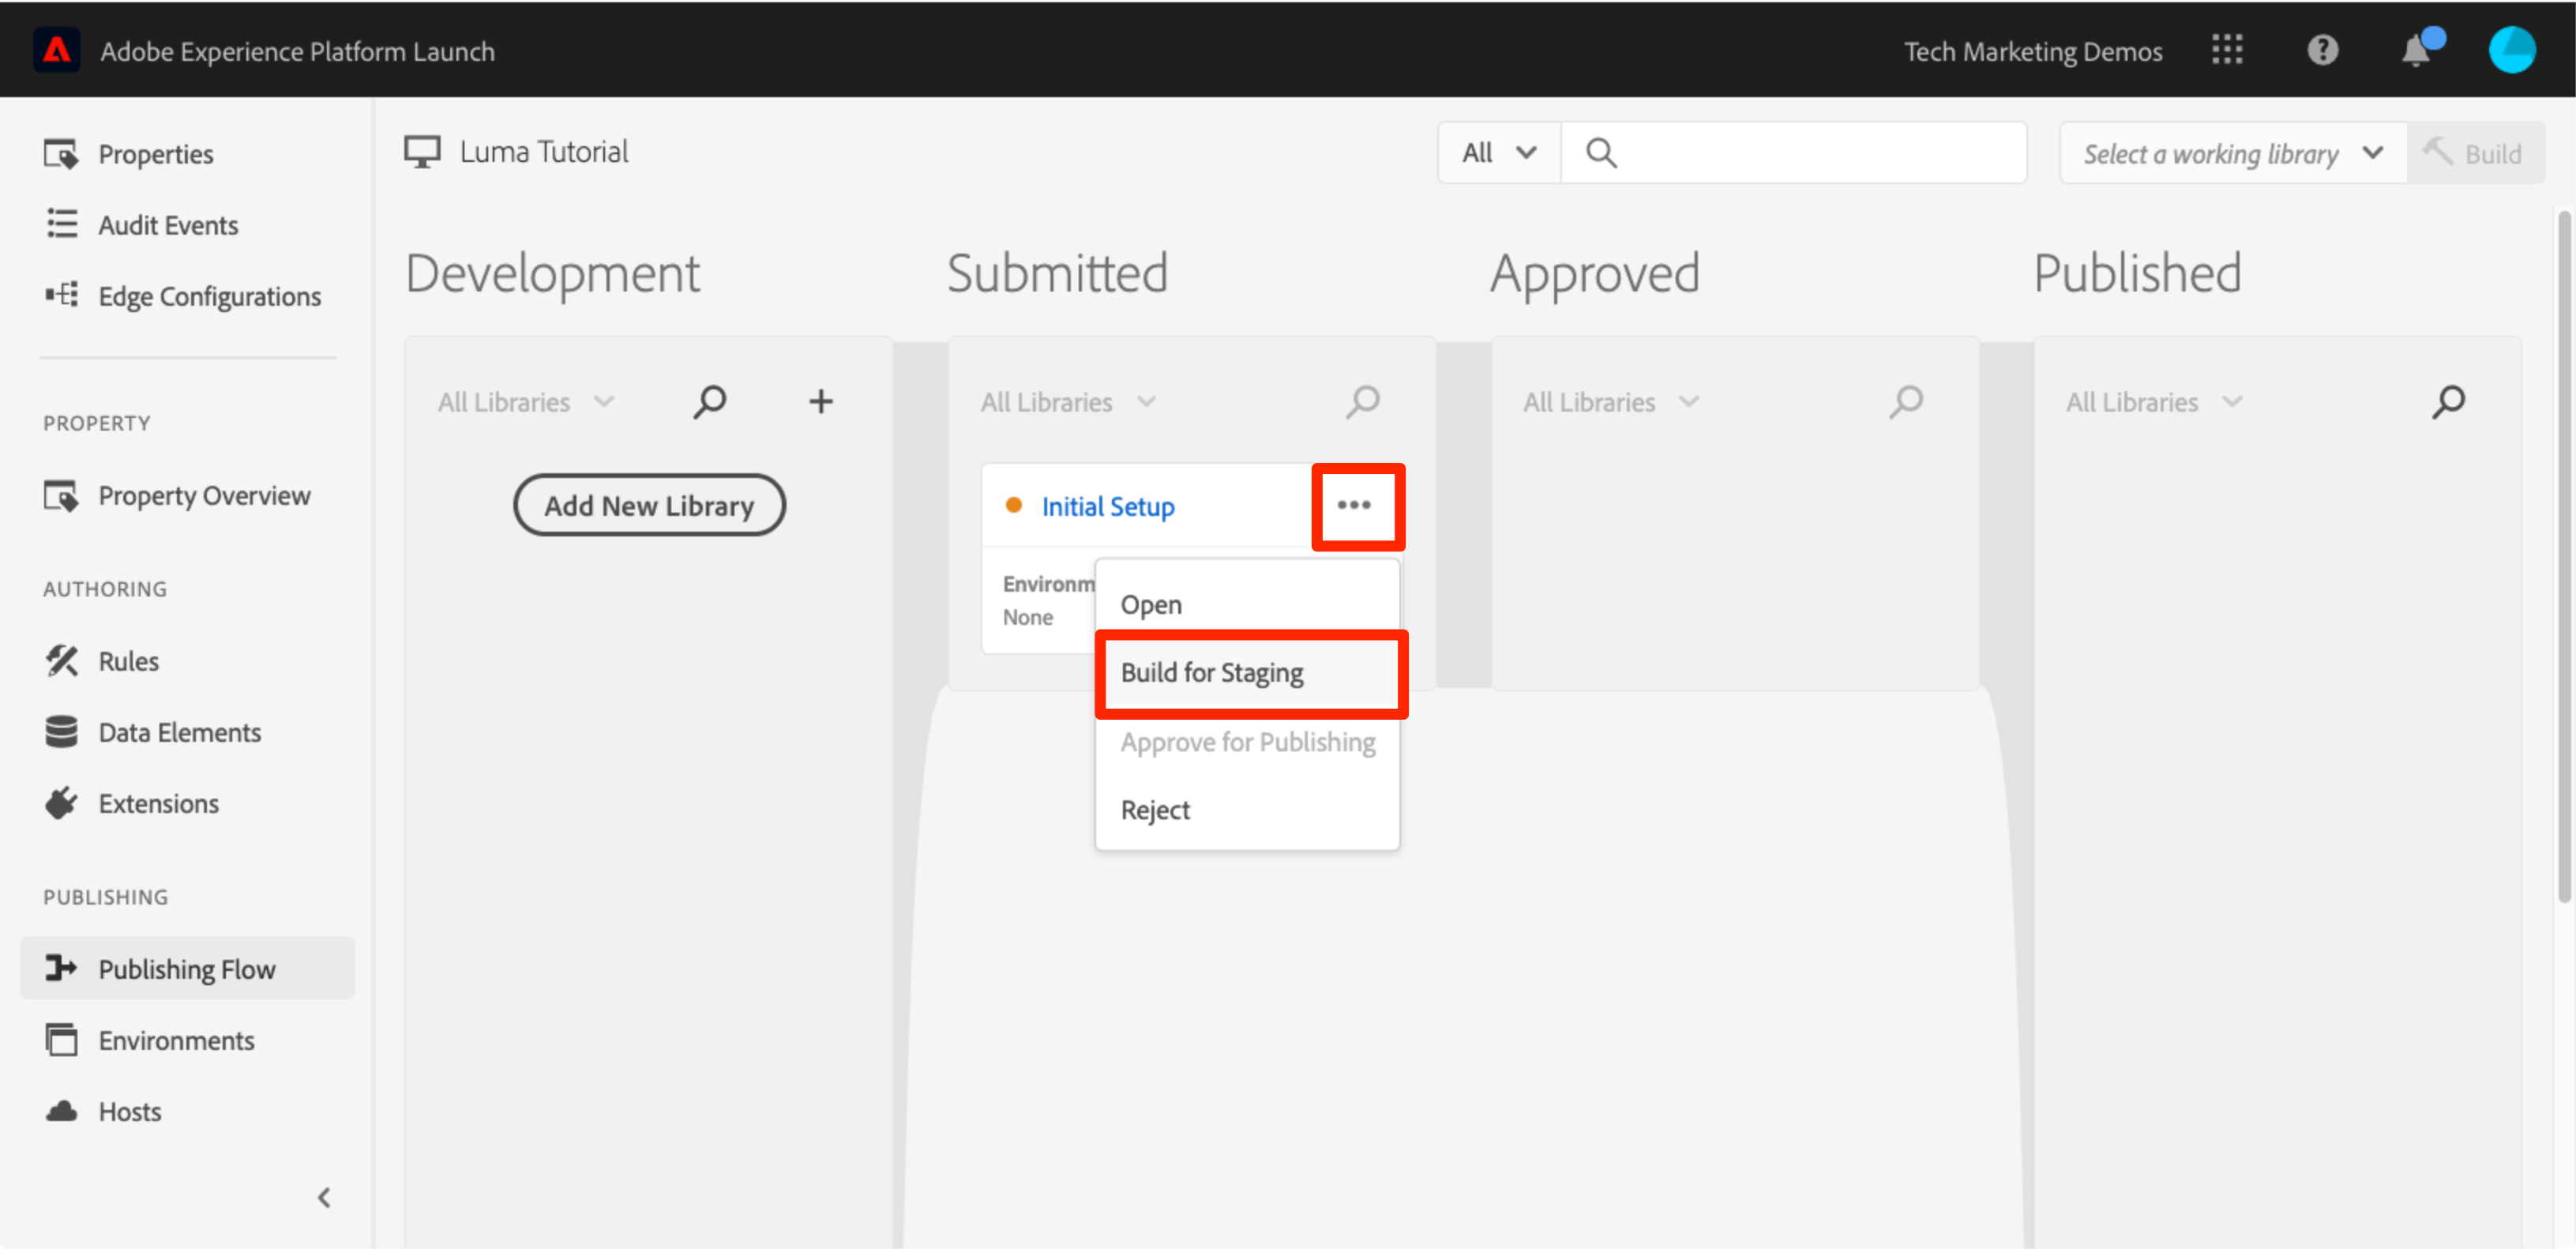 Adobe Experience Platform Launch
Tech Marketing Demos
Properties
Audit Events
Edge Configurations
PROPERTY
Property Overview
AUTHORING
Rules
Data Elements
Extensions
PUBLISHING
Publishing Flow
Environments
Hosts
Luma Tutorial
All
Select a working library
Build
Development
Submitted
Approved
Published
All Libraries
All Libraries
All Libraries
All Libraries
Add New Library
Initial Setup
Environm
None
Open
Build for Staging
Approve for Publishing
Reject